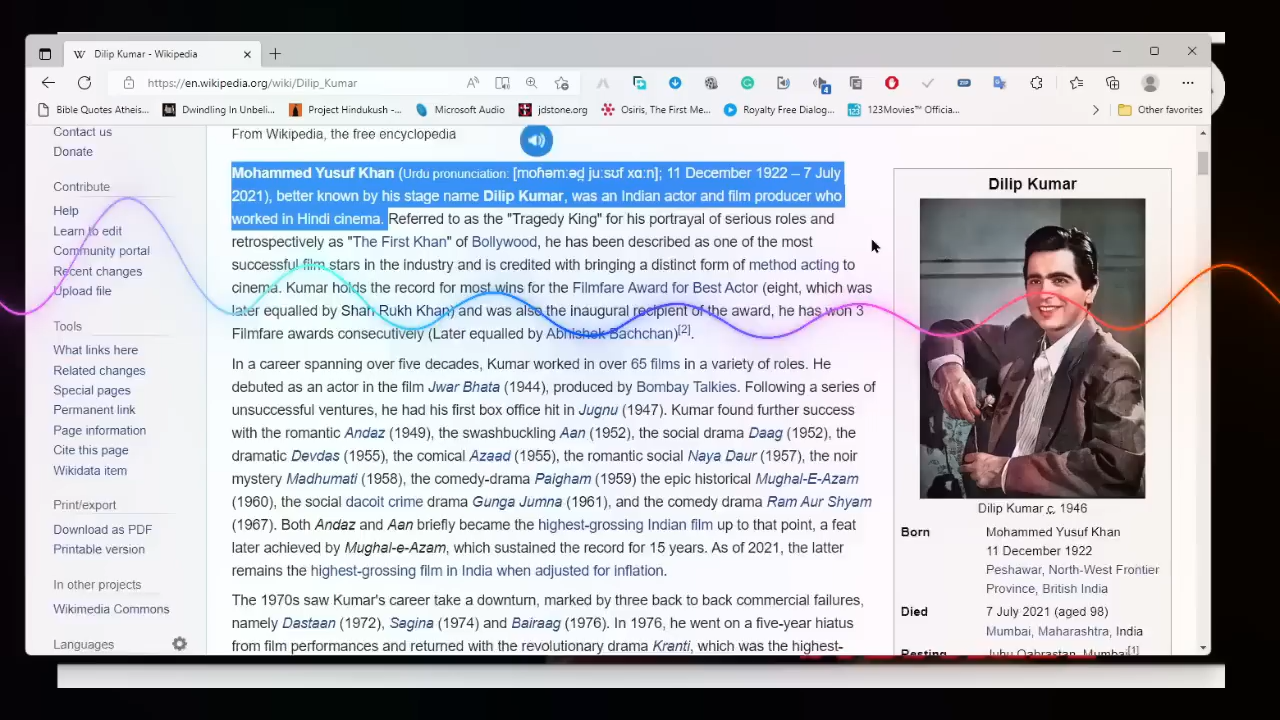 Dilip Kumar - Wikipedia
https://en.wikipedia.org/wiki/Dilip_Kumar
Bible Quotes Atheis...
Dwindling In Unbeli...
Project Hindukush -...
Microsoft Audio
jdstone.org
Osiris, The First Me...
Royalty Free Dialog...
123Movies™ Officia...
Other favorites
Contact us
Donate
Contribute
Help
Learn to edit
Community portal
Recent changes
Upload file
Tools
What links here
Related changes
Special pages
Permanent link
Page information
Cite this page
Wikidata item
Print/export
Download as PDF
Printable version
In other projects
Wikimedia Commons
Languages
From Wikipedia, the free encyclopedia
Mohammed Yusuf Khan (Urdu pronunciation: [moɦəmːəd̪ juːsʊf xɑːn]; 11 December 1922 – 7 July
2021), better known by his stage name Dilip Kumar, was an Indian actor and film producer who
worked in Hindi cinema. Referred to as the "Tragedy King" for his portrayal of serious roles and
retrospectively as "The First Khan" of Bollywood, he has been described as one of the most
successful film stars in the industry and is credited with bringing a distinct form of method acting to
cinema. Kumar holds the record for most wins for the Filmfare Award for Best Actor (eight, which was
later equalled by Shah Rukh Khan) and was also the inaugural recipient of the award, he has won 3
Filmfare awards consecutively (Later equalled by Abhishek Bachchan)[2].
In a career spanning over five decades, Kumar worked in over 65 films in a variety of roles. He
debuted as an actor in the film Jwar Bhata (1944), produced by Bombay Talkies. Following a series of
unsuccessful ventures, he had his first box office hit in Jugnu (1947). Kumar found further success
with the romantic Andaz (1949), the swashbuckling Aan (1952), the social drama Daag (1952), the
dramatic Devdas (1955), the comical Azaad (1955), the romantic social Naya Daur (1957), the noir
mystery Madhumati (1958), the comedy-drama Paigham (1959) the epic historical Mughal-E-Azam
(1960), the social dacoit crime drama Gunga Jumna (1961), and the comedy drama Ram Aur Shyam
(1967). Both Andaz and Aan briefly became the highest-grossing Indian film up to that point, a feat
later achieved by Mughal-e-Azam, which sustained the record for 15 years. As of 2021, the latter
remains the highest-grossing film in India when adjusted for inflation.
The 1970s saw Kumar's career take a downturn, marked by three back to back commercial failures,
namely Dastaan (1972), Sagina (1974) and Bairaag (1976). In 1976, he went on a five-year hiatus
from film performances and returned with the revolutionary drama Kranti, which was the highest-
Dilip Kumar
Dilip Kumar c. 1946
Born Mohammed Yusuf Khan
11 December 1922
Peshawar, North-West Frontier
Province, British India
Died 7 July 2021 (aged 98)
Mumbai, Maharashtra, India
Resting Juhu Qabrastan, Mumbai[1]